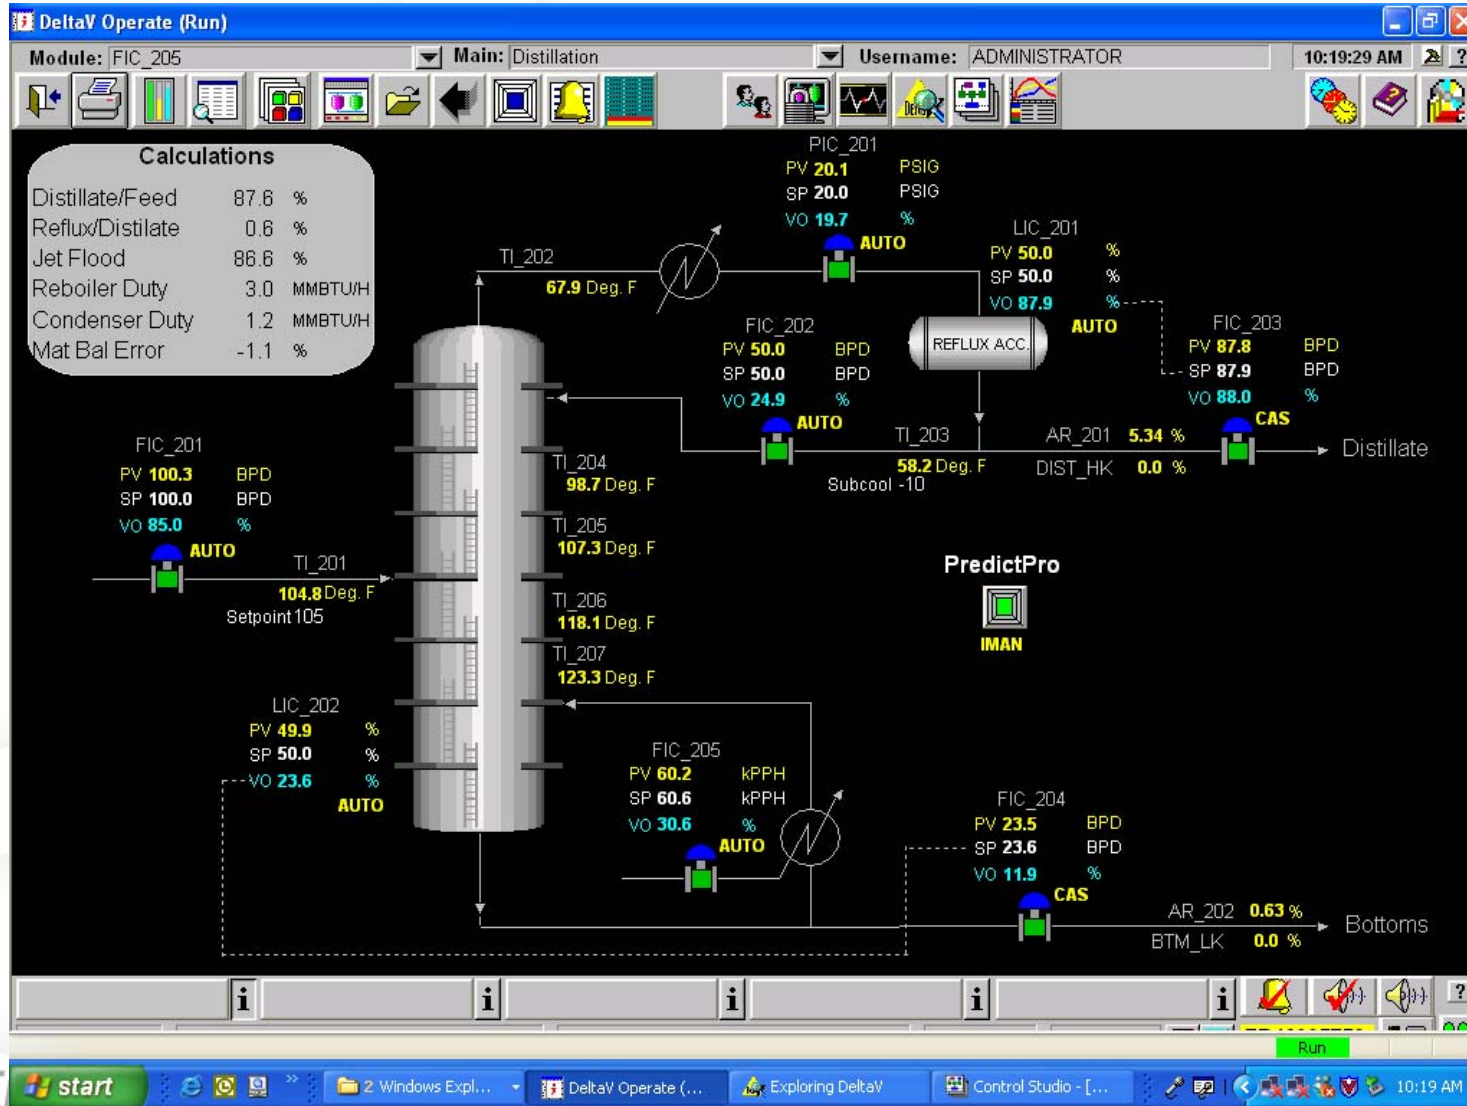 DeltaV Operate (Run)
Module: FIC_205 Main: Distillation Username: ADMINISTRATOR 10:19:29 AM ?
Calculations
Distillate/Feed 87.6 %
Reflux/Distilate 0.6 %
Jet Flood 86.6 %
Reboiler Duty 3.0 MMBTU/H
Condenser Duty 1.2 MMBTU/H
Mat Bal Error -1.1 %
PIC_201
PV 20.1 PSIG
SP 20.0 PSIG
VO 19.7 %
AUTO
LIC_201
PV 50.0 %
SP 50.0 %
VO 87.9 %
AUTO
TI_202
67.9 Deg. F
FIC_202
PV 50.0 BPD
SP 50.0 BPD
VO 24.9 %
AUTO
REFLUX ACC.
FIC_203
PV 87.8 BPD
SP 87.9 BPD
VO 88.0 %
CAS
TI_203
58.2 Deg. F
Subcool -10
AR_201 5.34 %
DIST_HK 0.0 %
Distillate
FIC_201
PV 100.3 BPD
SP 100.0 BPD
VO 85.0 %
AUTO
TI_201
104.8 Deg. F
Setpoint 105
TI_204
98.7 Deg. F
TI_205
107.3 Deg. F
TI_206
118.1 Deg. F
TI_207
123.3 Deg. F
PredictPro
IMAN
LIC_202
PV 49.9 %
SP 50.0 %
VO 23.6 %
AUTO
FIC_205
PV 60.2 kPPH
SP 60.6 kPPH
VO 30.6 %
AUTO
FIC_204
PV 23.5 BPD
SP 23.6 BPD
VO 11.9 %
CAS
AR_202 0.63 %
BTM_LK 0.0 %
Bottoms
i i i i i ?
Run
start 2 Windows Expl... DeltaV Operate (... Exploring DeltaV Control Studio - [... 10:19 AM